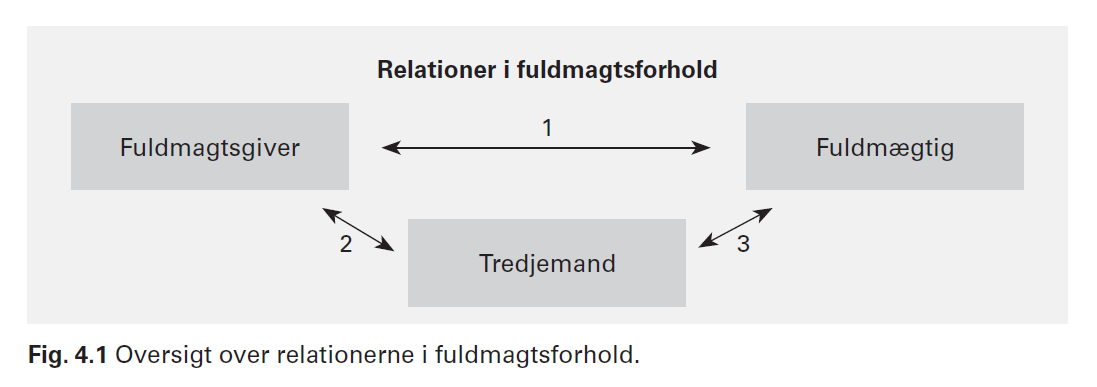 Relationer i fuldmagtsforhold
1
Fuldmagtsgiver
Fuldmægtig
2
3
Tredjemand
Fig. 4.1 Oversigt over relationerne i fuldmagtsforhold.